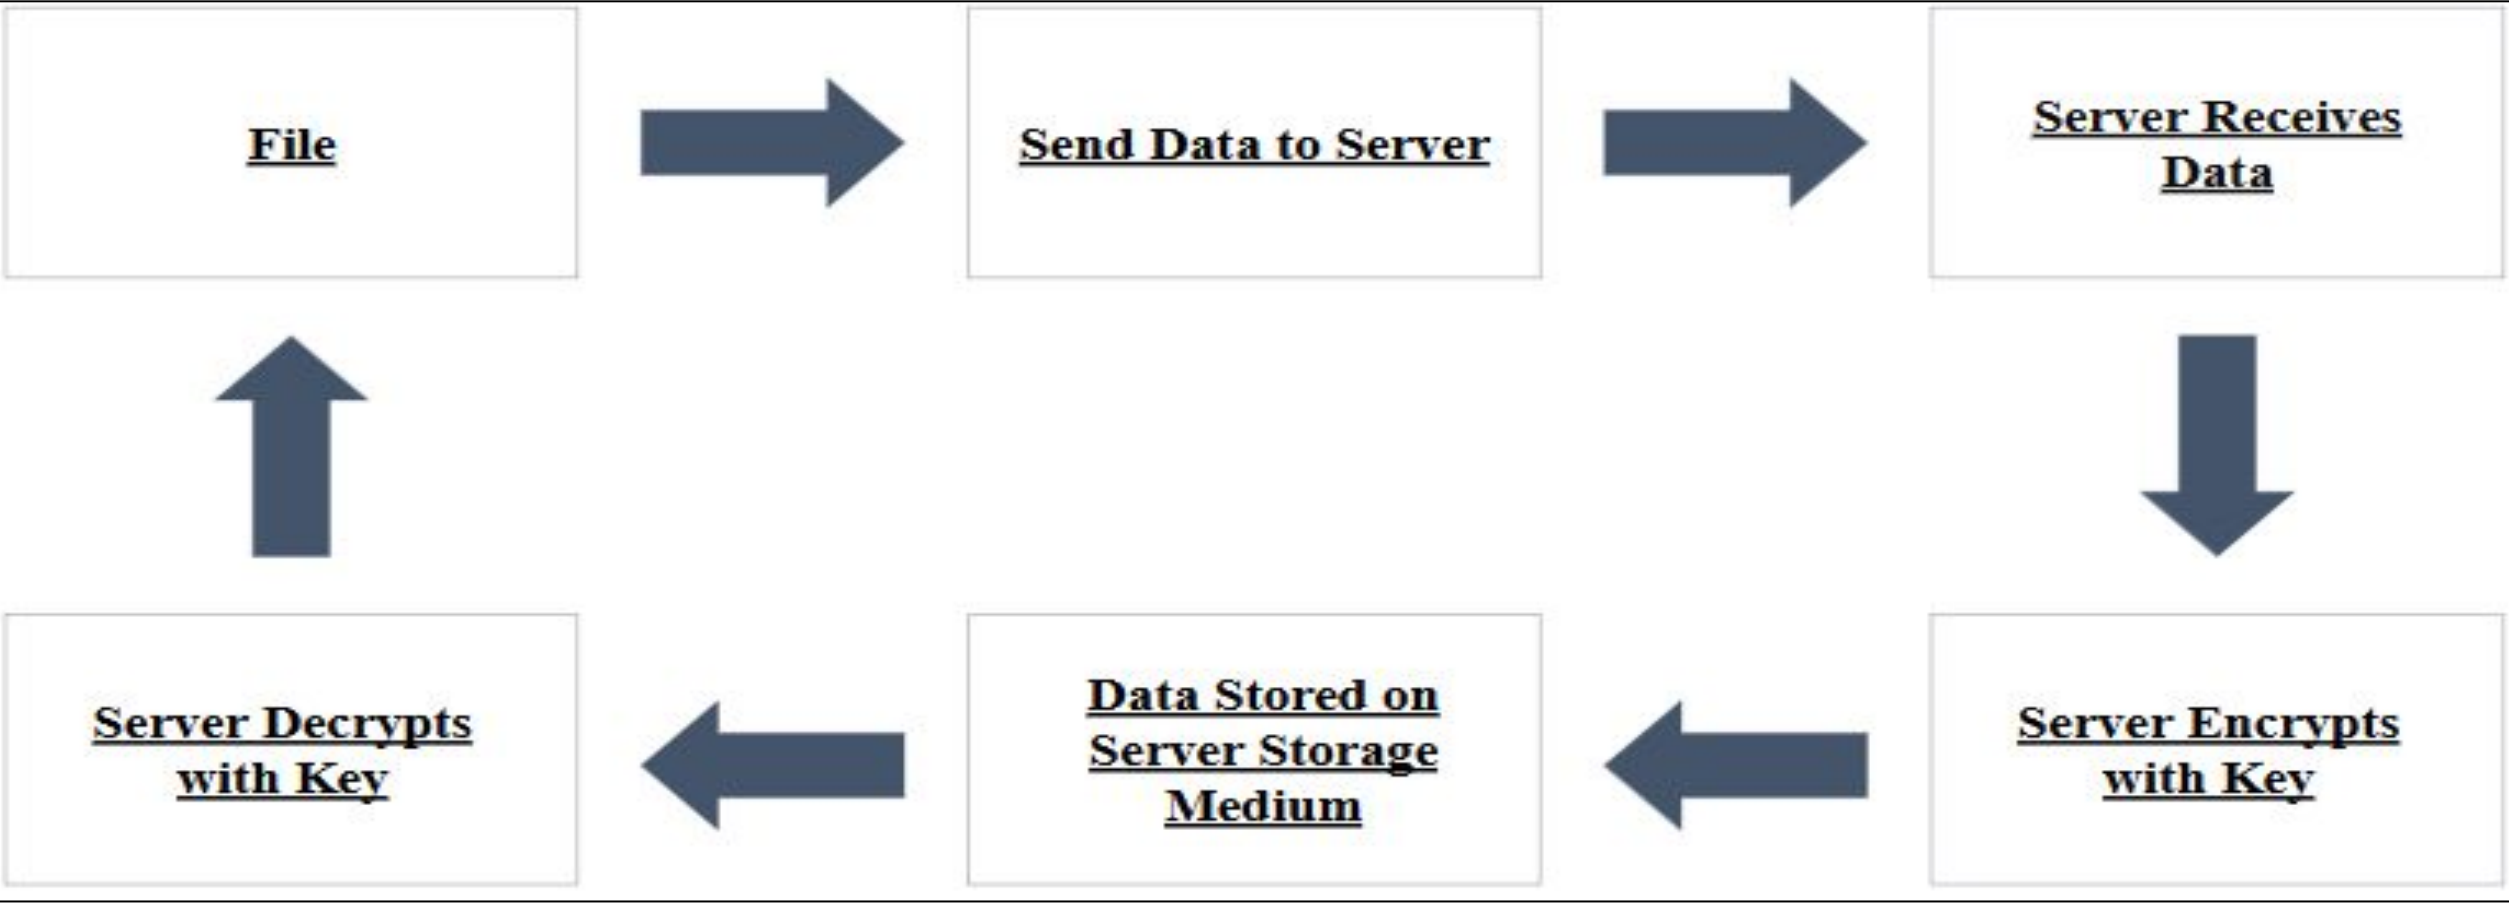 File
Send Data to Server
Server Receives
Data
Server Encrypts
with Key
Data Stored on
Server Storage
Medium
Server Decrypts
with Key